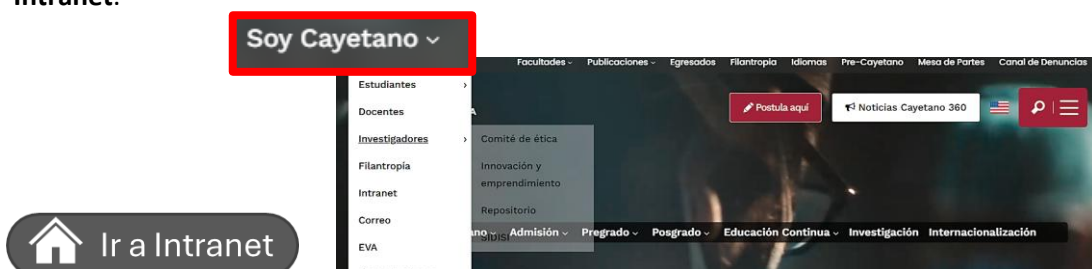 Intranet.
Soy Cayetano
Facultades Publicaciones Egresados Filantropía Idiomas Pre-Cayetano Mesa de Partes Canal de Denuncias
Estudiantes
Docentes
A
Postula aquí
Noticias Cayetano 360
Investigadores
Comité de ética
Filantropía
Innovación y
emprendimiento
Intranet
Repositorio
Correo
ano Admisión Pregrado Posgrado Educación Continua Investigación Internacionalización
SIDISI
EVA
Ir a Intranet